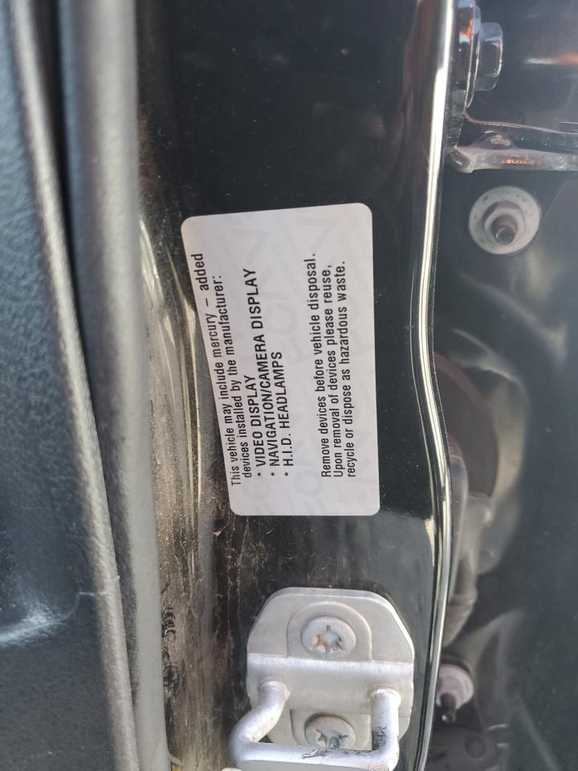 This vehicle may include mercury – added
devices installed by the manufacturer:
• VIDEO DISPLAY
• NAVIGATION/CAMERA DISPLAY
• H.I.D. HEADLAMPS
Remove devices before vehicle disposal.
Upon removal of devices please reuse,
recycle or dispose as hazardous waste.